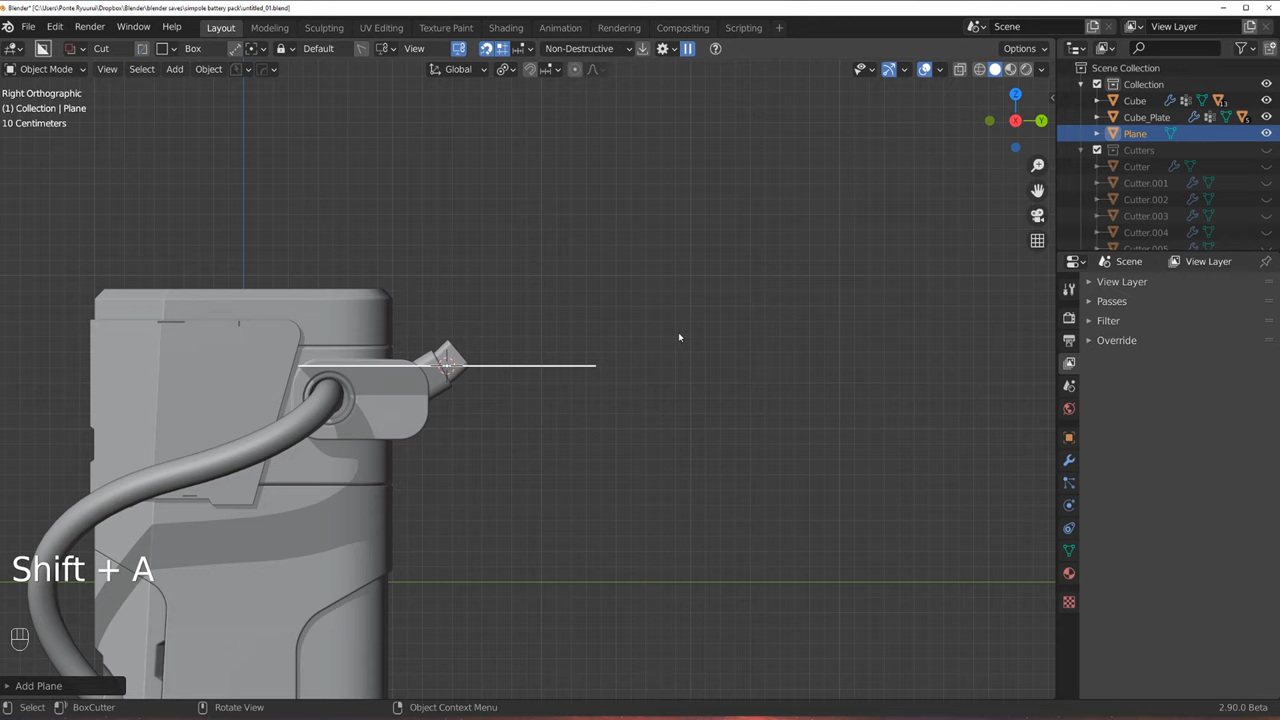 Blender* [C:\Users\Ponte Ryuurui\Dropbox\Blender\blender saves\simpole battery pack\untitled_01.blend]
File Edit Render Window Help Layout Modeling Sculpting UV Editing Texture Paint Shading Animation Rendering Compositing Scripting + Scene View Layer
Cut Box Default View Non-Destructive Options
Object Mode View Select Add Object Global
Right Orthographic
(1) Collection | Plane
10 Centimeters
Z
X
Y
Scene Collection
Collection
Cube 13
Cube_Plate 5
Plane
Cutters
Cutter
Cutter.001
Cutter.002
Cutter.003
Cutter.004
Cutter.005
Scene View Layer
View Layer
Passes
Filter
Override
Shift + A
Add Plane
Select BoxCutter Rotate View Object Context Menu 2.90.0 Beta